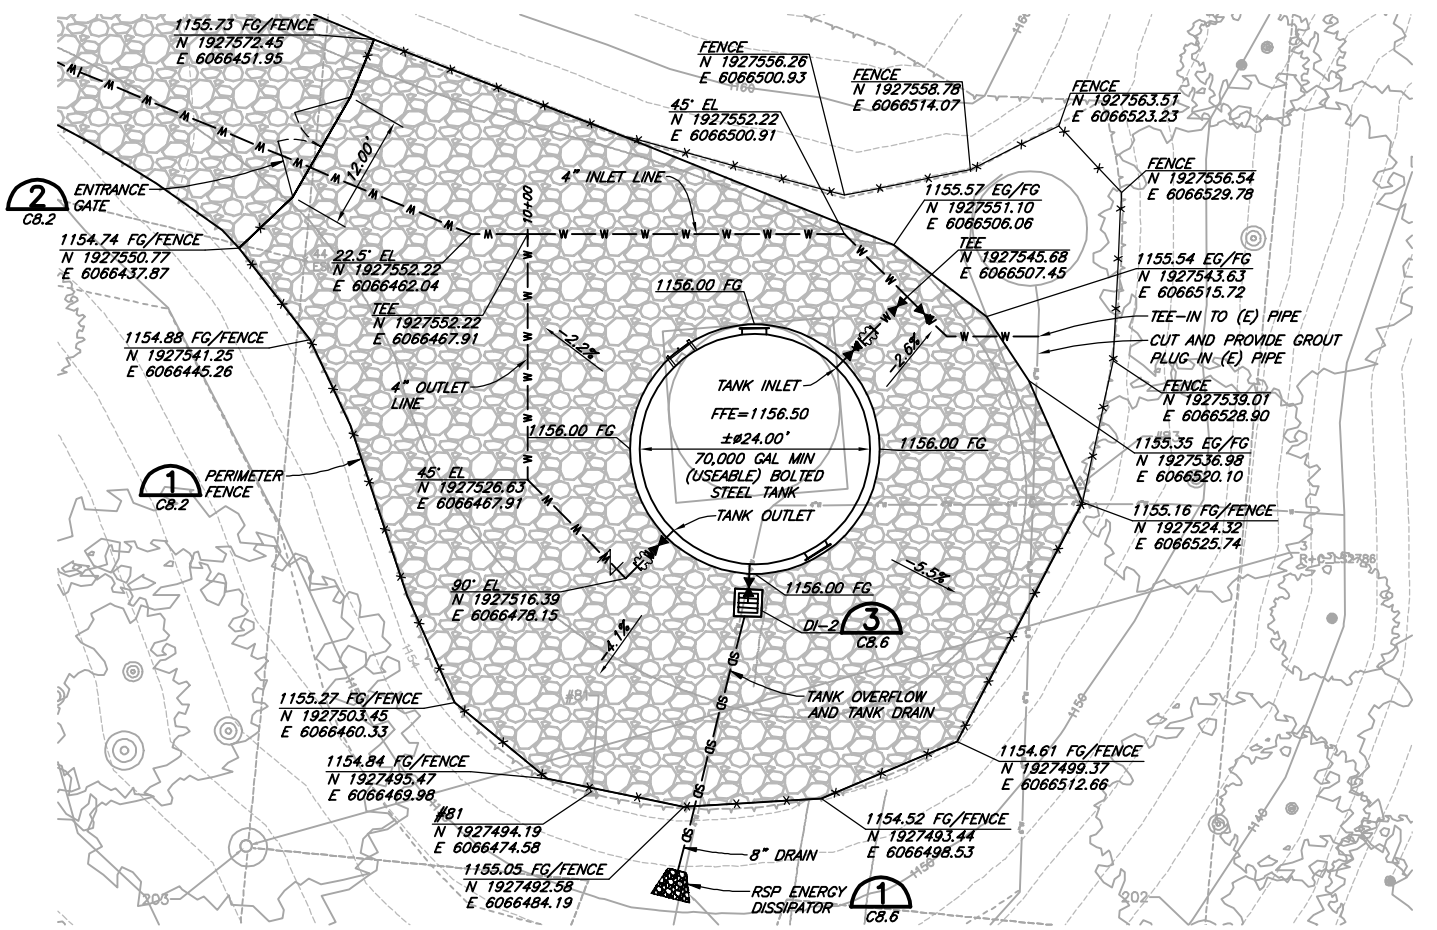 1155.73 FG/FENCE
N 1927572.45
E 6066451.95
FENCE
N 1927556.26
E 6066500.93
FENCE
N 1927558.78
E 6066514.07
FENCE
N 1927563.51
E 6066523.23
45° EL
N 1927552.22
E 6066500.91
FENCE
N 1927556.54
E 6066529.78
1160
1160
12.00'
4" INLET LINE
10+00
2
C8.2
ENTRANCE
GATE
1155.57 EG/FG
N 1927551.10
E 6066506.06
1154.74 FG/FENCE
N 1927550.77
E 6066437.87
22.5° EL
N 1927552.22
E 6066462.04
TEE
N 1927545.68
E 6066507.45
1155.54 EG/FG
N 1927543.63
E 6066515.72
1156.00 FG
TEE
N 1927552.22
E 6066467.91
TEE-IN TO (E) PIPE
CUT AND PROVIDE GROUT
PLUG IN (E) PIPE
1154.88 FG/FENCE
N 1927541.25
E 6066445.26
-2.2%
-2.6%
4" OUTLET
LINE
TANK INLET
FFE=1156.50
±ø24.00'
70,000 GAL MIN
(USEABLE) BOLTED
STEEL TANK
TANK OUTLET
FENCE
N 1927539.01
E 6066528.90
1156.00 FG
1156.00 FG
#83
1155.35 EG/FG
N 1927536.98
E 6066520.10
1
C8.2
PERIMETER
FENCE
45° EL
N 1927526.63
E 6066467.91
1155.16 FG/FENCE
N 1927524.32
E 6066525.74
90° EL
N 1927516.39
E 6066478.15
1156.00 FG
-5.5%
DI-2
3
C8.6
-4.1%
1154
1155.27 FG/FENCE
N 1927503.45
E 6066460.33
#81
TANK OVERFLOW
AND TANK DRAIN
1150
1154.84 FG/FENCE
N 1927495.47
E 6066469.98
1154.61 FG/FENCE
N 1927499.37
E 6066512.66
#81
N 1927494.19
E 6066474.58
1154.52 FG/FENCE
N 1927493.44
E 6066498.53
1140
1155.05 FG/FENCE
N 1927492.58
E 6066484.19
8" DRAIN
RSP ENERGY
DISSIPATOR
1
C8.6
203
202